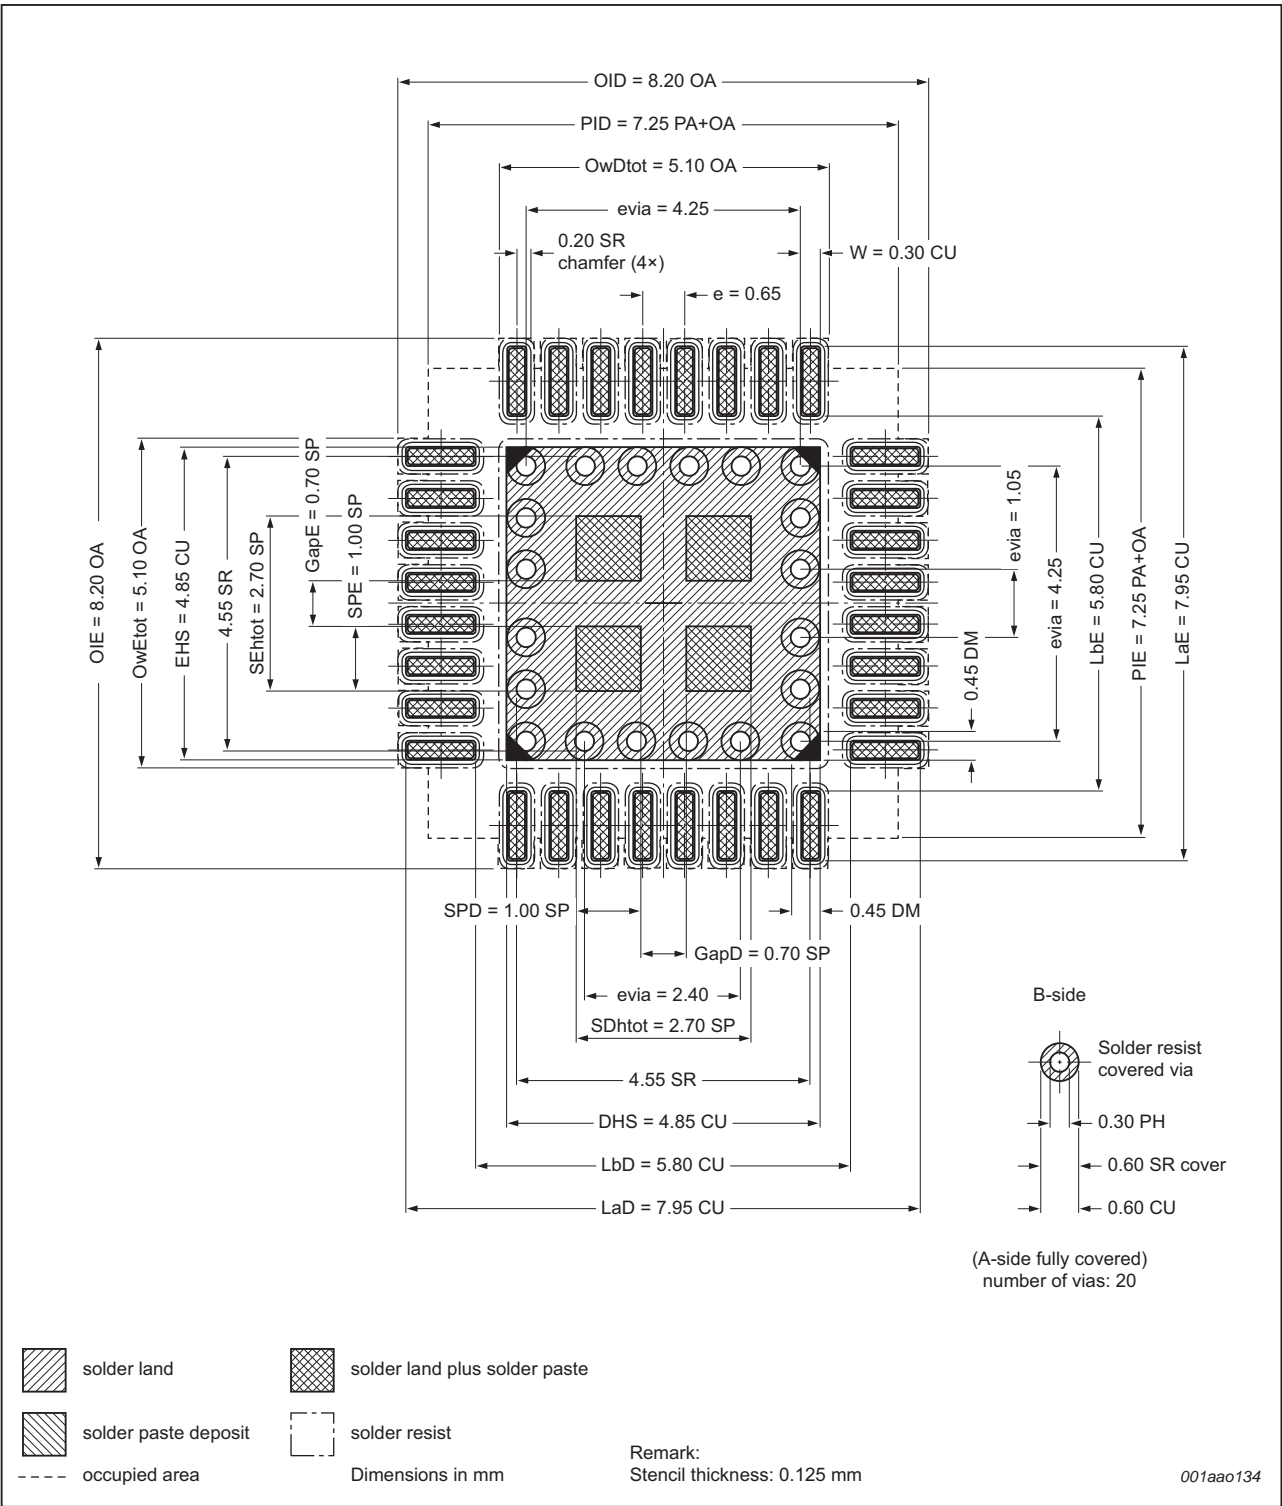 OID = 8.20 OA
PID = 7.25 PA+OA
OwDtot = 5.10 OA
evia = 4.25
0.20 SR
chamfer (4×)
W = 0.30 CU
e = 0.65
OIE = 8.20 OA
OwEtot = 5.10 OA
EHS = 4.85 CU
4.55 SR
SEhtot = 2.70 SP
GapE = 0.70 SP
SPE = 1.00 SP
evia = 1.05
0.45 DM
evia = 4.25
LbE = 5.80 CU
PIE = 7.25 PA+OA
LaE = 7.95 CU
SPD = 1.00 SP
0.45 DM
GapD = 0.70 SP
evia = 2.40
SDhtot = 2.70 SP
4.55 SR
DHS = 4.85 CU
LbD = 5.80 CU
LaD = 7.95 CU
B-side
Solder resist
covered via
0.30 PH
0.60 SR cover
0.60 CU
(A-side fully covered)
number of vias: 20
solder land
solder land plus solder paste
solder paste deposit
solder resist
occupied area
Dimensions in mm
Remark:
Stencil thickness: 0.125 mm
001aao134